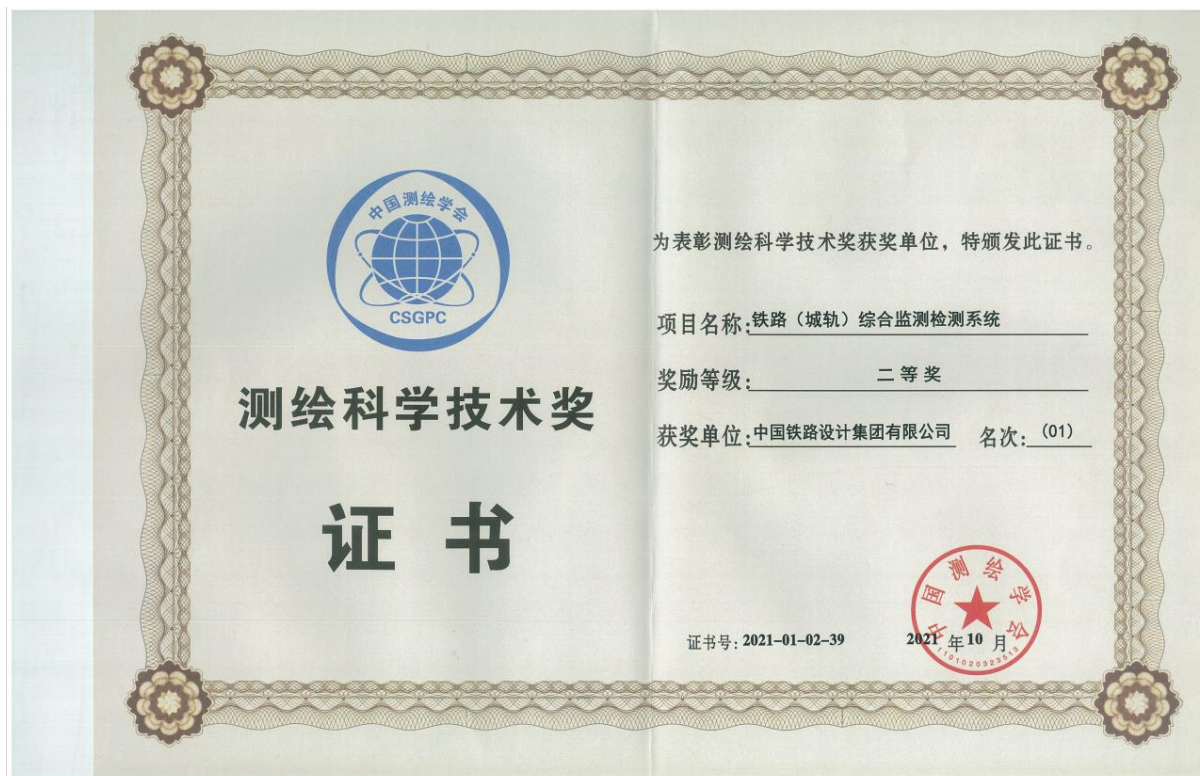 中国测绘学会
CSGPC
测绘科学技术奖
证书
为表彰测绘科学技术奖获奖单位，特颁发此证书。
项目名称:铁路（城轨）综合监测检测系统
奖励等级:二等奖
获奖单位:中国铁路设计集团有限公司 名次:(01)
证书号:2021-01-02-39 2021年10月
中国测绘学会
1101020323513